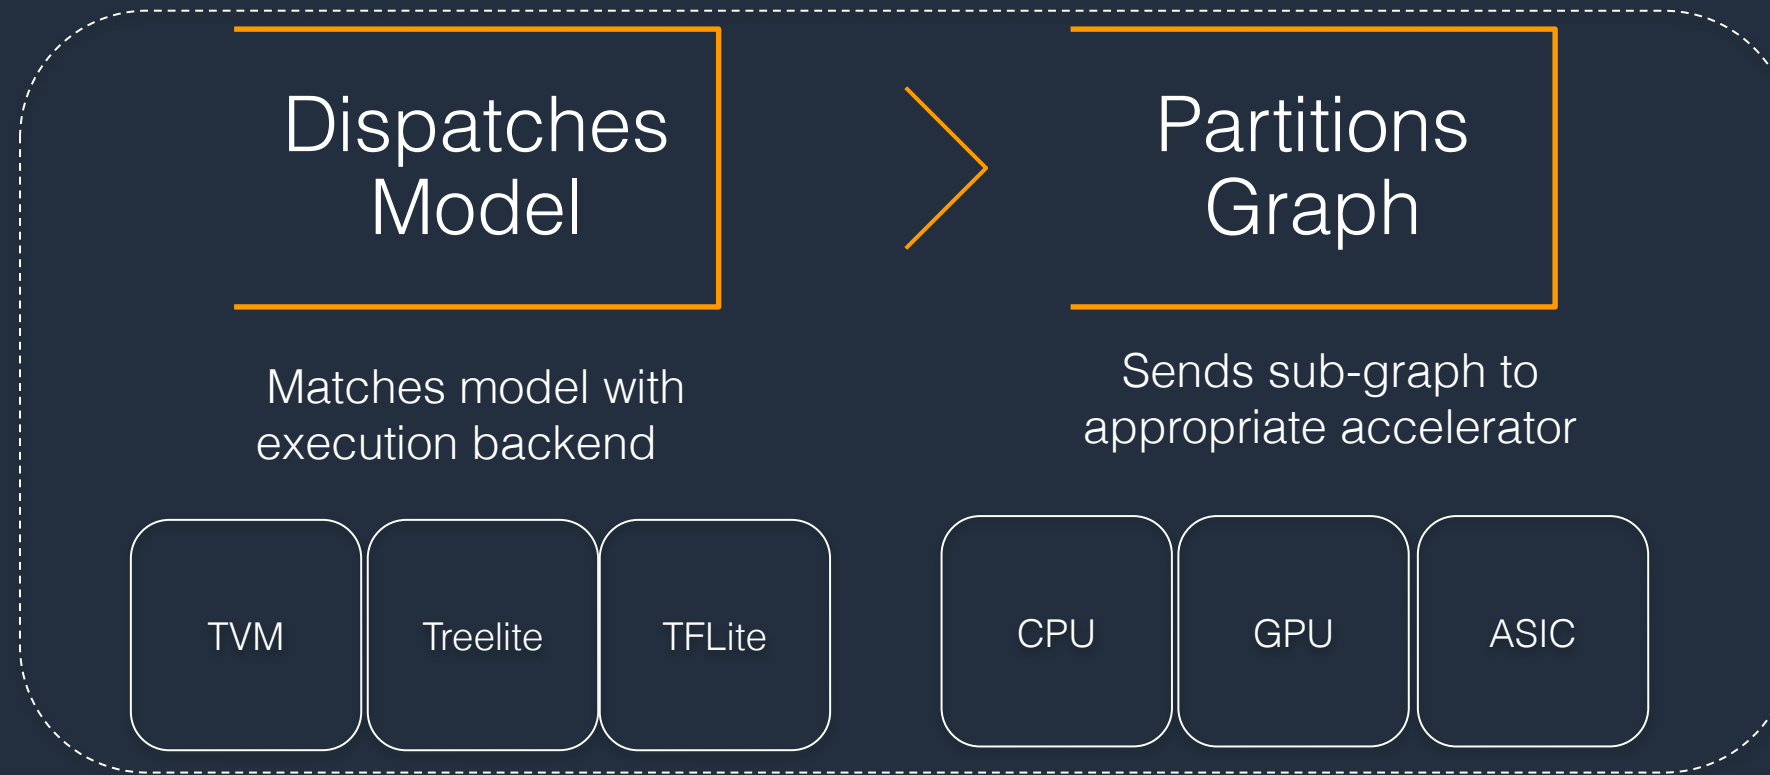 Dispatches
Model
Matches model with
execution backend
TVM
Treelite
TFLite
Partitions
Graph
Sends sub-graph to
appropriate accelerator
CPU
GPU
ASIC